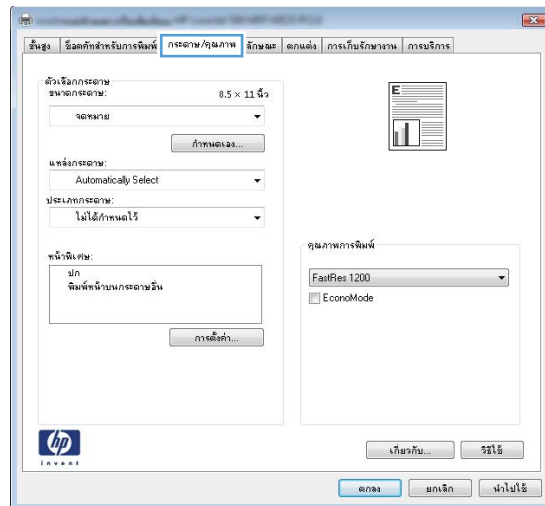 ขั้นสูง ช็อตคัทสำหรับการพิมพ์ กระดาษ/คุณภาพ ลักษณะ ตกแต่ง การเก็บรักษางาน การบริการ
ตัวเลือกกระดาษ
ขนาดกระดาษ: 8.5 × 11 นิ้ว
จดหมาย
กำหนดเอง...
แหล่งกระดาษ:
Automatically Select
ประเภทกระดาษ:
ไม่ได้กำหนดไว้
หน้าพิเศษ:
ปก
พิมพ์หน้าบนกระดาษอื่น
การตั้งค่า...
E
คุณภาพการพิมพ์
FastRes 1200
EconoMode
hp
invent
เกี่ยวกับ... วิธีใช้
ตกลง ยกเลิก นำไปใช้